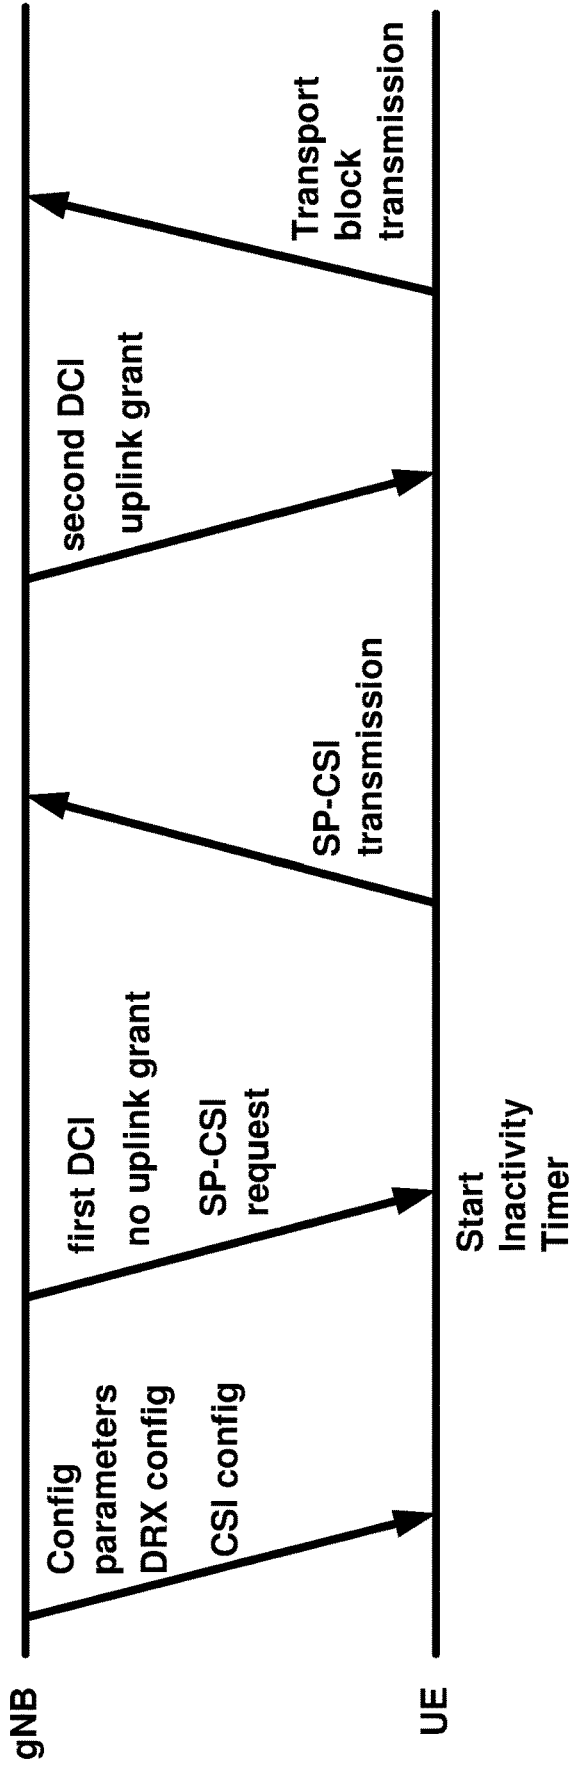 gNB
Config
parameters
DRX config
CSI config
first DCI
no uplink grant
SP-CSI
request
SP-CSI
transmission
second DCI
uplink grant
Transport
block
transmission
UE
Start
Inactivity
Timer